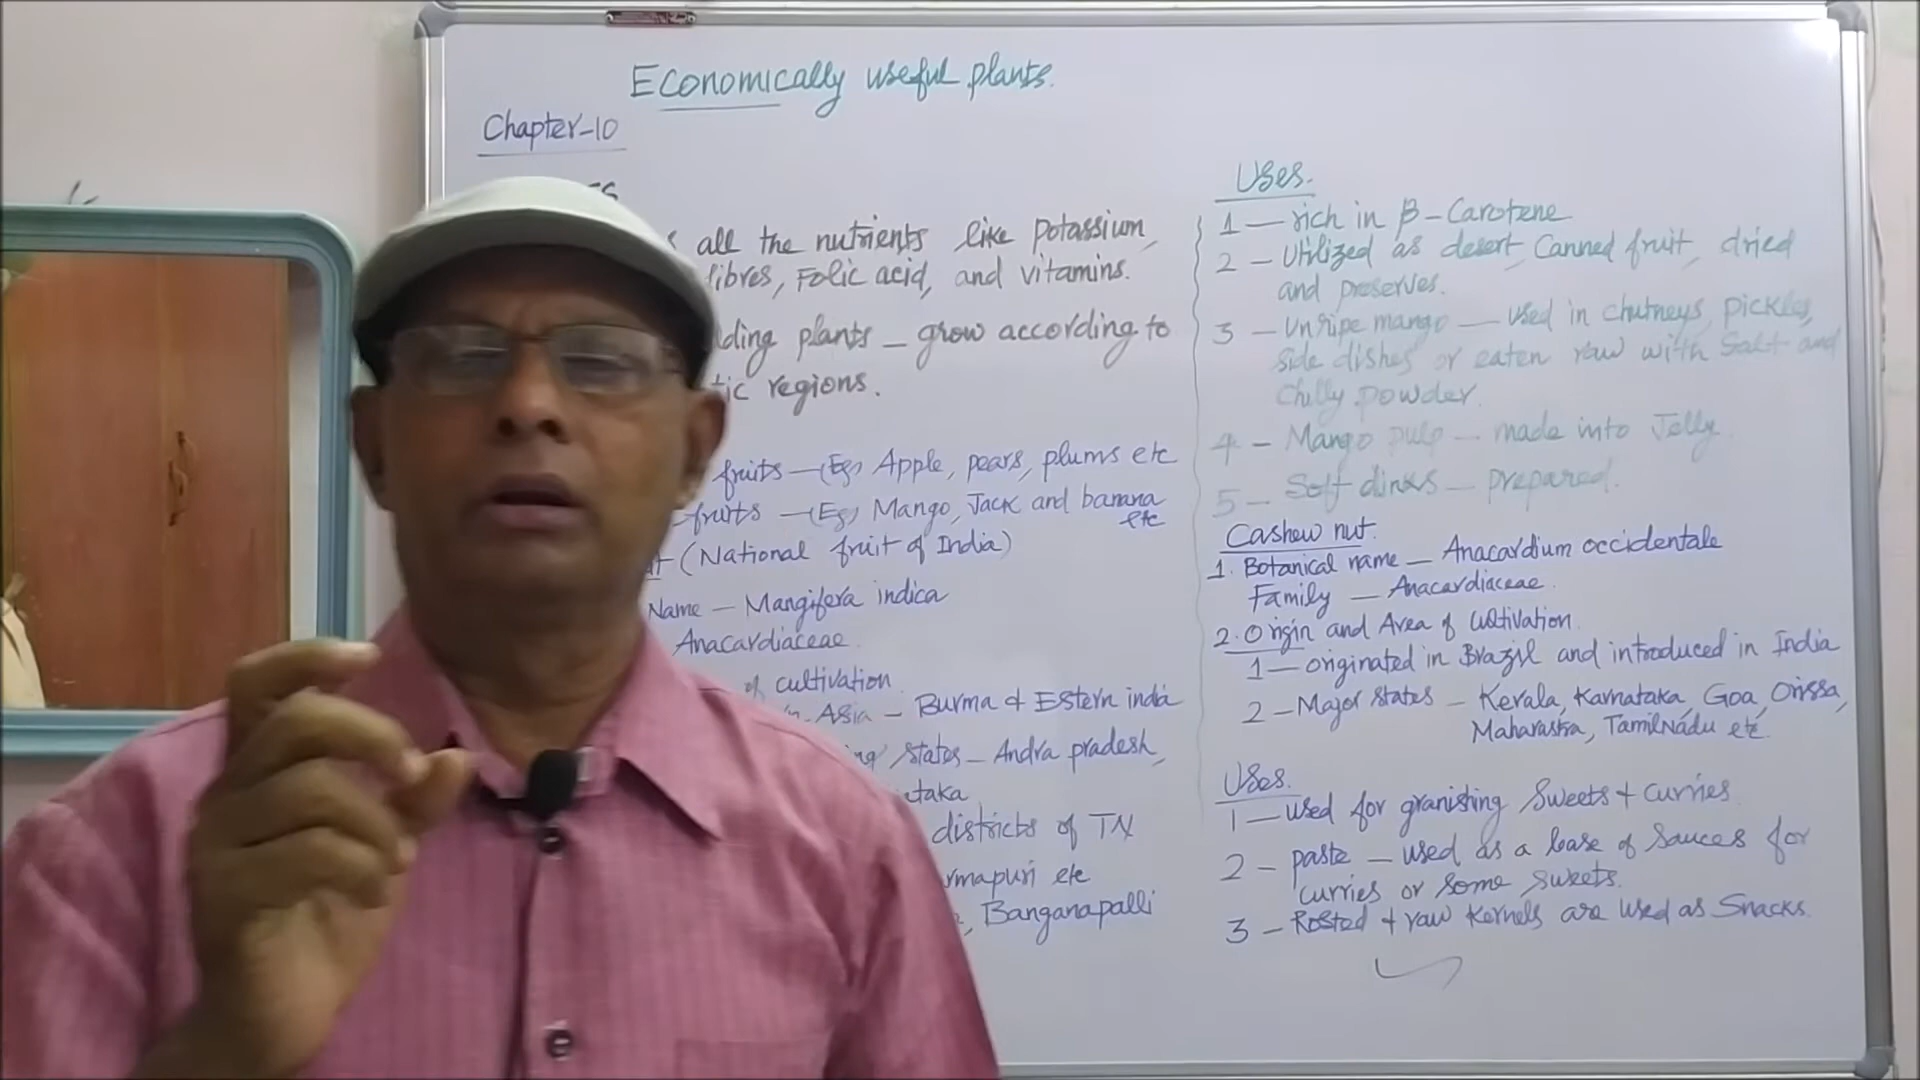 Economically useful plants.
Chapter-10
all the nutrients like potassium,
fibres, Folic acid, and vitamins.
plants - grow according to
regions.
fruits - (Eg) Apple, pears, plums etc
fruits - (Eg) Mango, Jack and banana
etc
(National fruit of India)
Name - Mangifera indica
Anacardiaceae
of cultivation
Asia - Burma & Estern india
states - Andra pradesh,
districts of TN
etc
Banganapalli
Uses.
1 - rich in β-Carotene
2 - Utilized as desert, Canned fruit, dried
and preserves.
3 - Unripe mango - used in chutneys, pickles,
side dishes or eaten raw with Salt and
Chilly powder.
4 - Mango pulp - made into Jelly
5 - Soft dinks - prepared.
Cashew nut.
1. Botanical name - Anacardium occidentale
Family - Anacardiaceae.
2. Origin and Area of cultivation
1 - originated in Brazil and introduced in India
2 - Major states - Kerala, Karnataka, Goa, Orissa,
Maharastra, TamilNadu etc
Uses.
1 - used for granishing Sweets & curries
2 - paste - used as a base of Sauces for
curries or some sweets.
3 - Rosted & raw Kernels are used as Snacks.